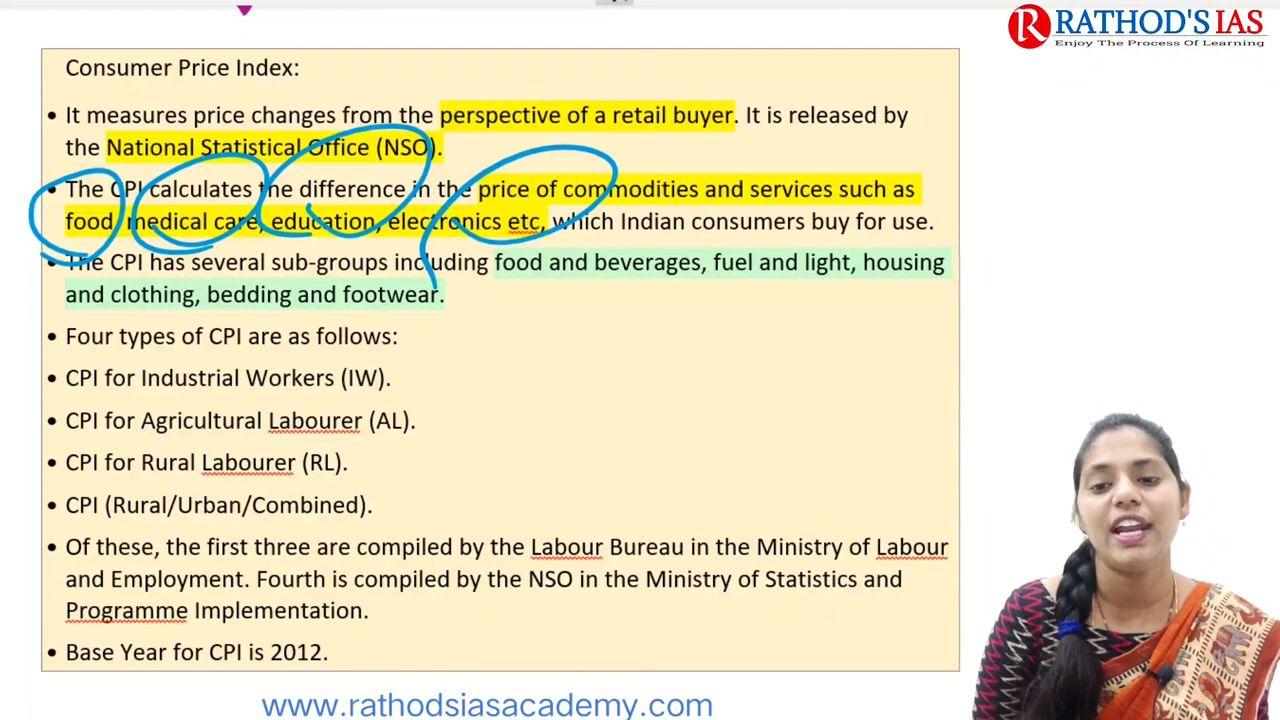 RATHOD'S IAS
Enjoy The Process Of Learning
Consumer Price Index:
• It measures price changes from the perspective of a retail buyer. It is released by
the National Statistical Office (NSO).
• The CPI calculates the difference in the price of commodities and services such as
food, medical care, education, electronics etc, which Indian consumers buy for use.
• The CPI has several sub-groups including food and beverages, fuel and light, housing
and clothing, bedding and footwear.
• Four types of CPI are as follows:
• CPI for Industrial Workers (IW).
• CPI for Agricultural Labourer (AL).
• CPI for Rural Labourer (RL).
• CPI (Rural/Urban/Combined).
• Of these, the first three are compiled by the Labour Bureau in the Ministry of Labour
and Employment. Fourth is compiled by the NSO in the Ministry of Statistics and
Programme Implementation.
• Base Year for CPI is 2012.
www.rathodsiasacademy.com